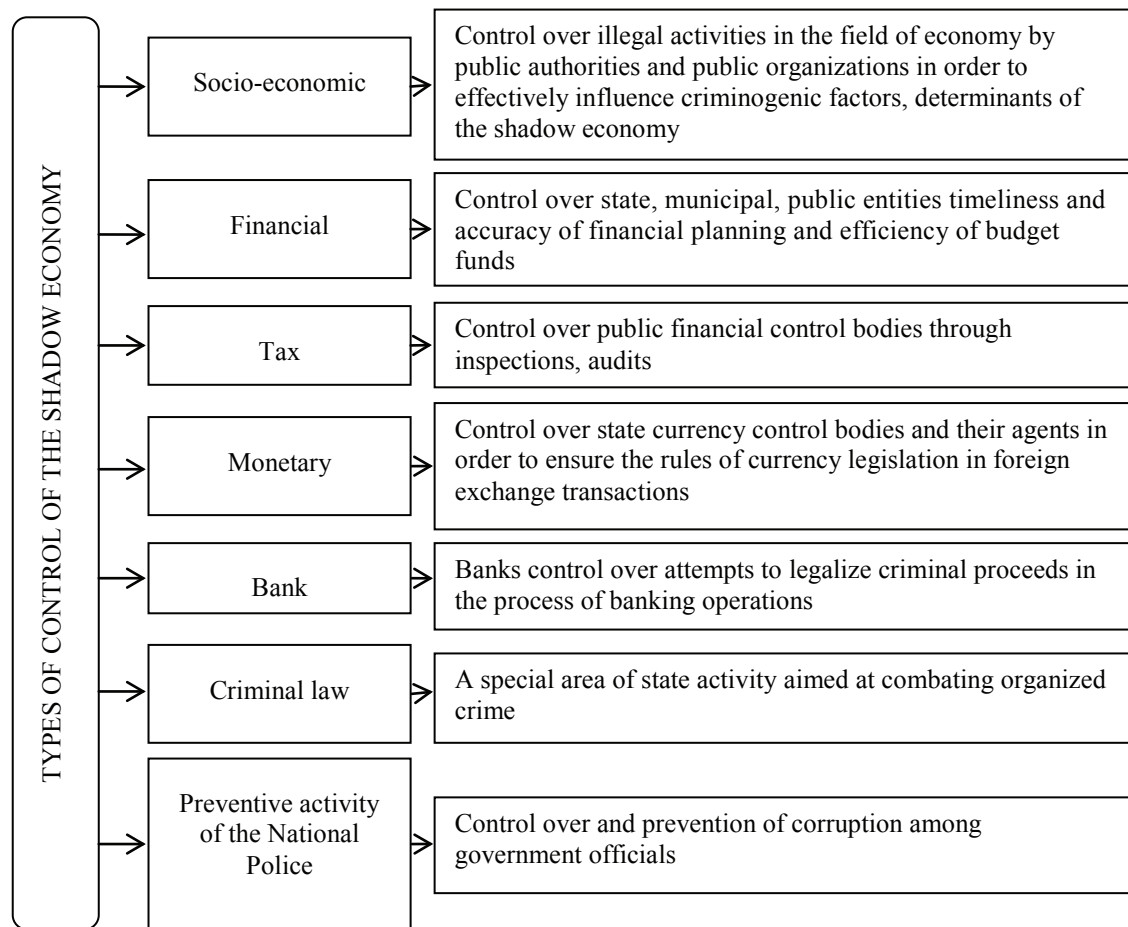 TYPES OF CONTROL OF THE SHADOW ECONOMY
Socio-economic
Control over illegal activities in the field of economy by
public authorities and public organizations in order to
effectively influence criminogenic factors, determinants of
the shadow economy
Financial
Control over state, municipal, public entities timeliness and
accuracy of financial planning and efficiency of budget
funds
Tax
Control over public financial control bodies through
inspections, audits
Monetary
Control over state currency control bodies and their agents in
order to ensure the rules of currency legislation in foreign
exchange transactions
Bank
Banks control over attempts to legalize criminal proceeds in
the process of banking operations
Criminal law
A special area of state activity aimed at combating organized
crime
Preventive activity
of the National
Police
Control over and prevention of corruption among
government officials